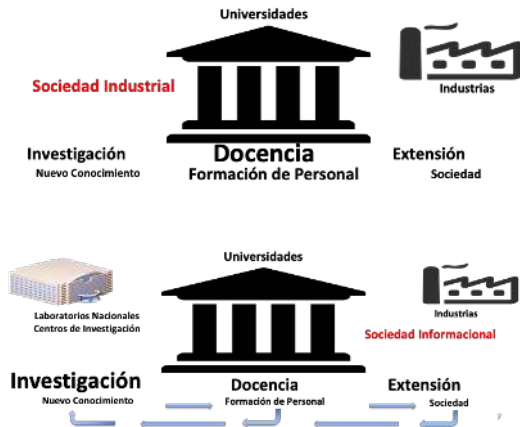 Universidades
Sociedad Industrial
Industrias
Investigación
Docencia
Extensión
Nuevo Conocimiento
Formación de Personal
Sociedad
Universidades
Laboratorios Nacionales
Centros de Investigación
Industrias
Sociedad Informacional
Investigación
Docencia
Extensión
Nuevo Conocimiento
Formación de Personal
Sociedad
7